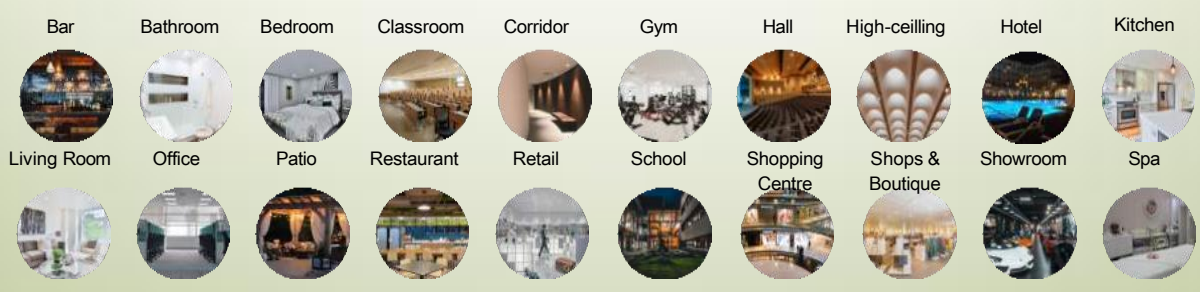 Bar Bathroom Bedroom Classroom Corridor Gym Hall High-ceilling Hotel Kitchen
Living Room Office Patio Restaurant Retail School Shopping Shops & Showroom Spa
Centre Boutique